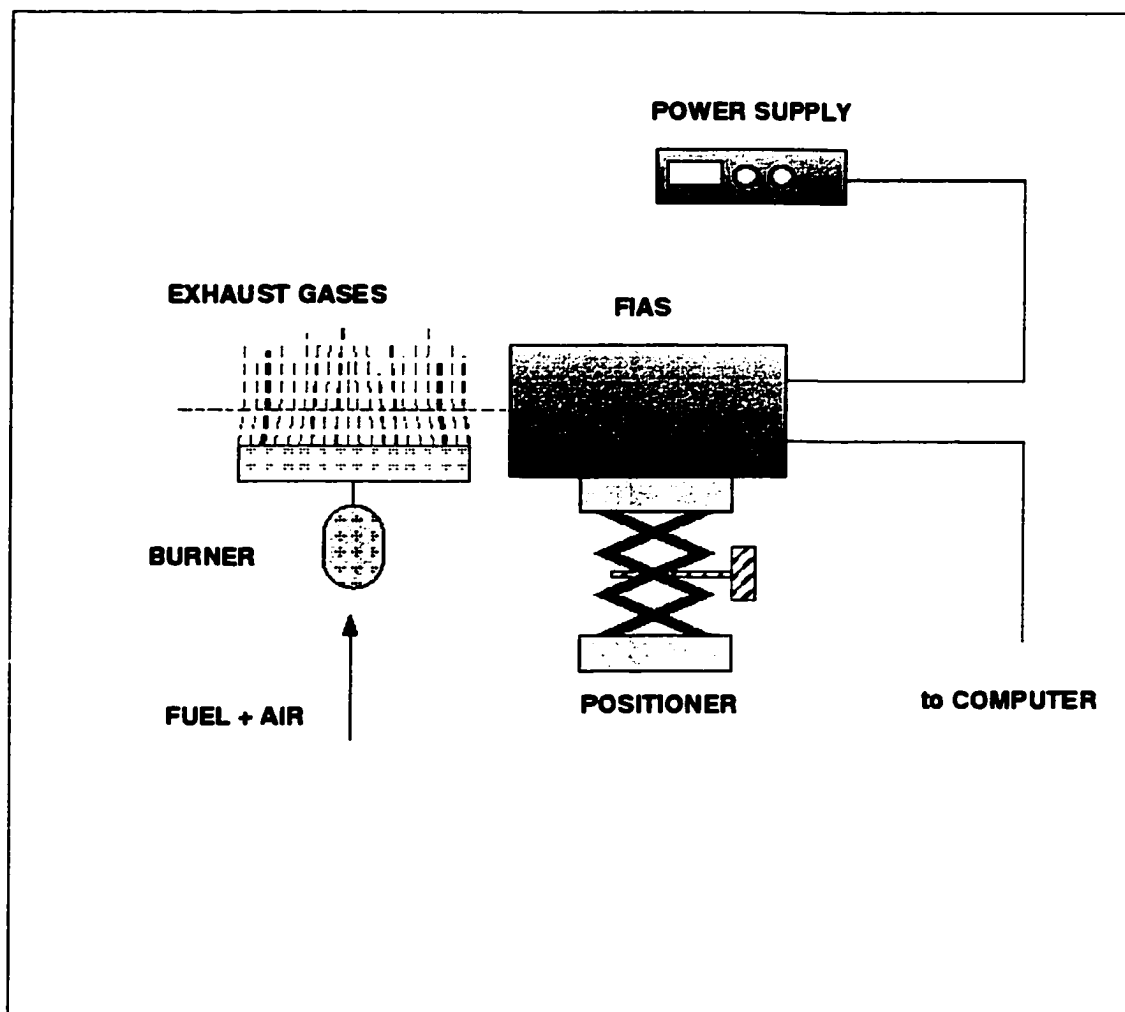 POWER SUPPLY
EXHAUST GASES
FIAS
BURNER
POSITIONER
to COMPUTER
FUEL + AIR